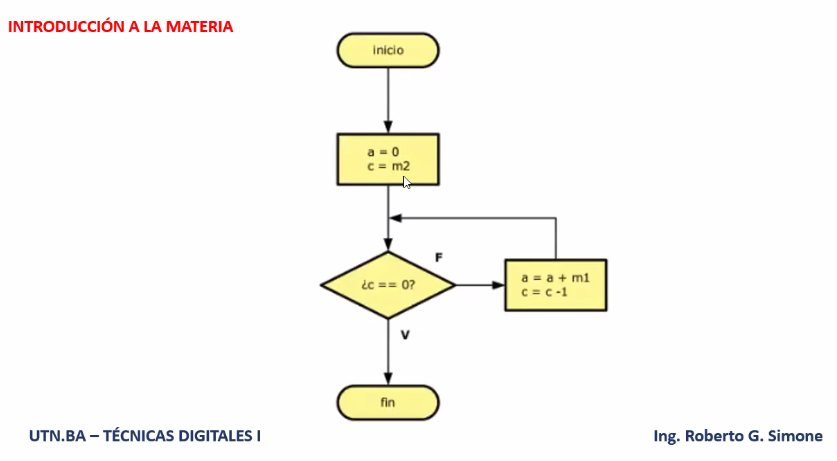 INTRODUCCIÓN A LA MATERIA
inicio
a = 0
c = m2
F
¿c == 0?
a = a + m1
c = c -1
V
fin
UTN.BA – TÉCNICAS DIGITALES I
Ing. Roberto G. Simone